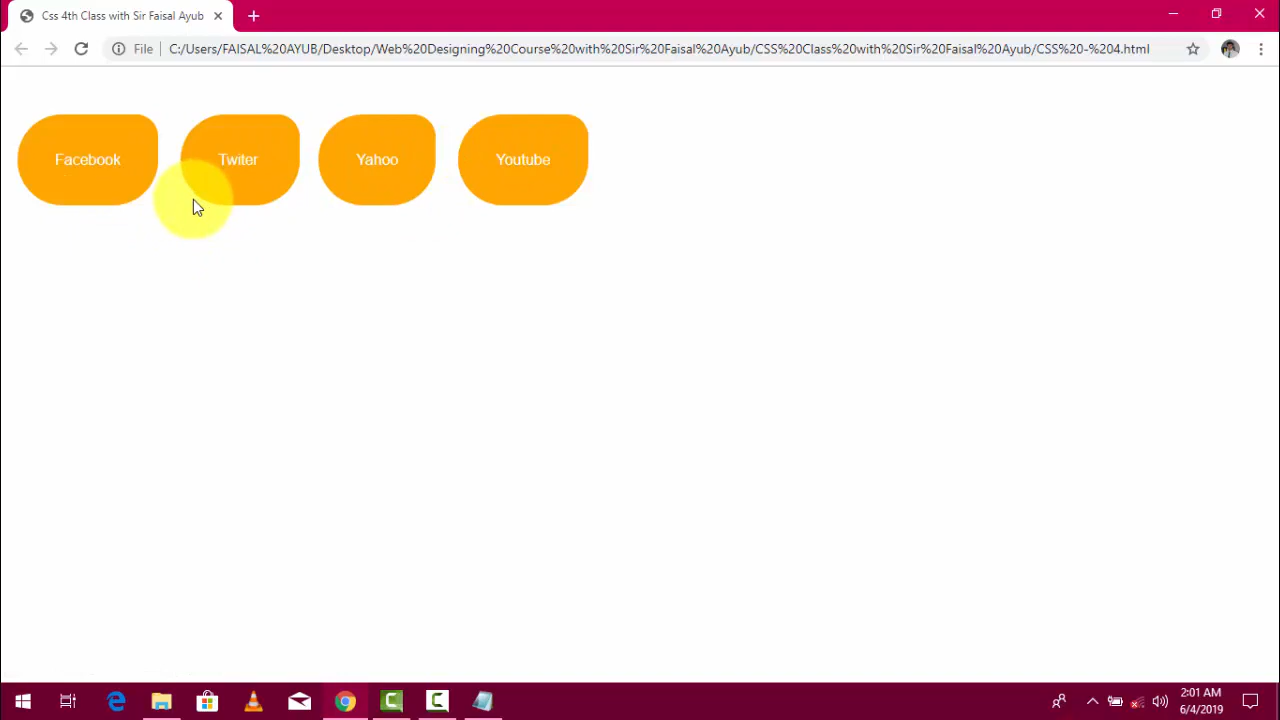 Css 4th Class with Sir Faisal Ayub
File
C:/Users/FAISAL%20AYUB/Desktop/Web%20Designing%20Course%20with%20Sir%20Faisal%20Ayub/CSS%20Class%20with%20Sir%20Faisal%20Ayub/CSS%20-%204.html
Facebook
Twiter
Yahoo
Youtube
2:01 AM
6/4/2019